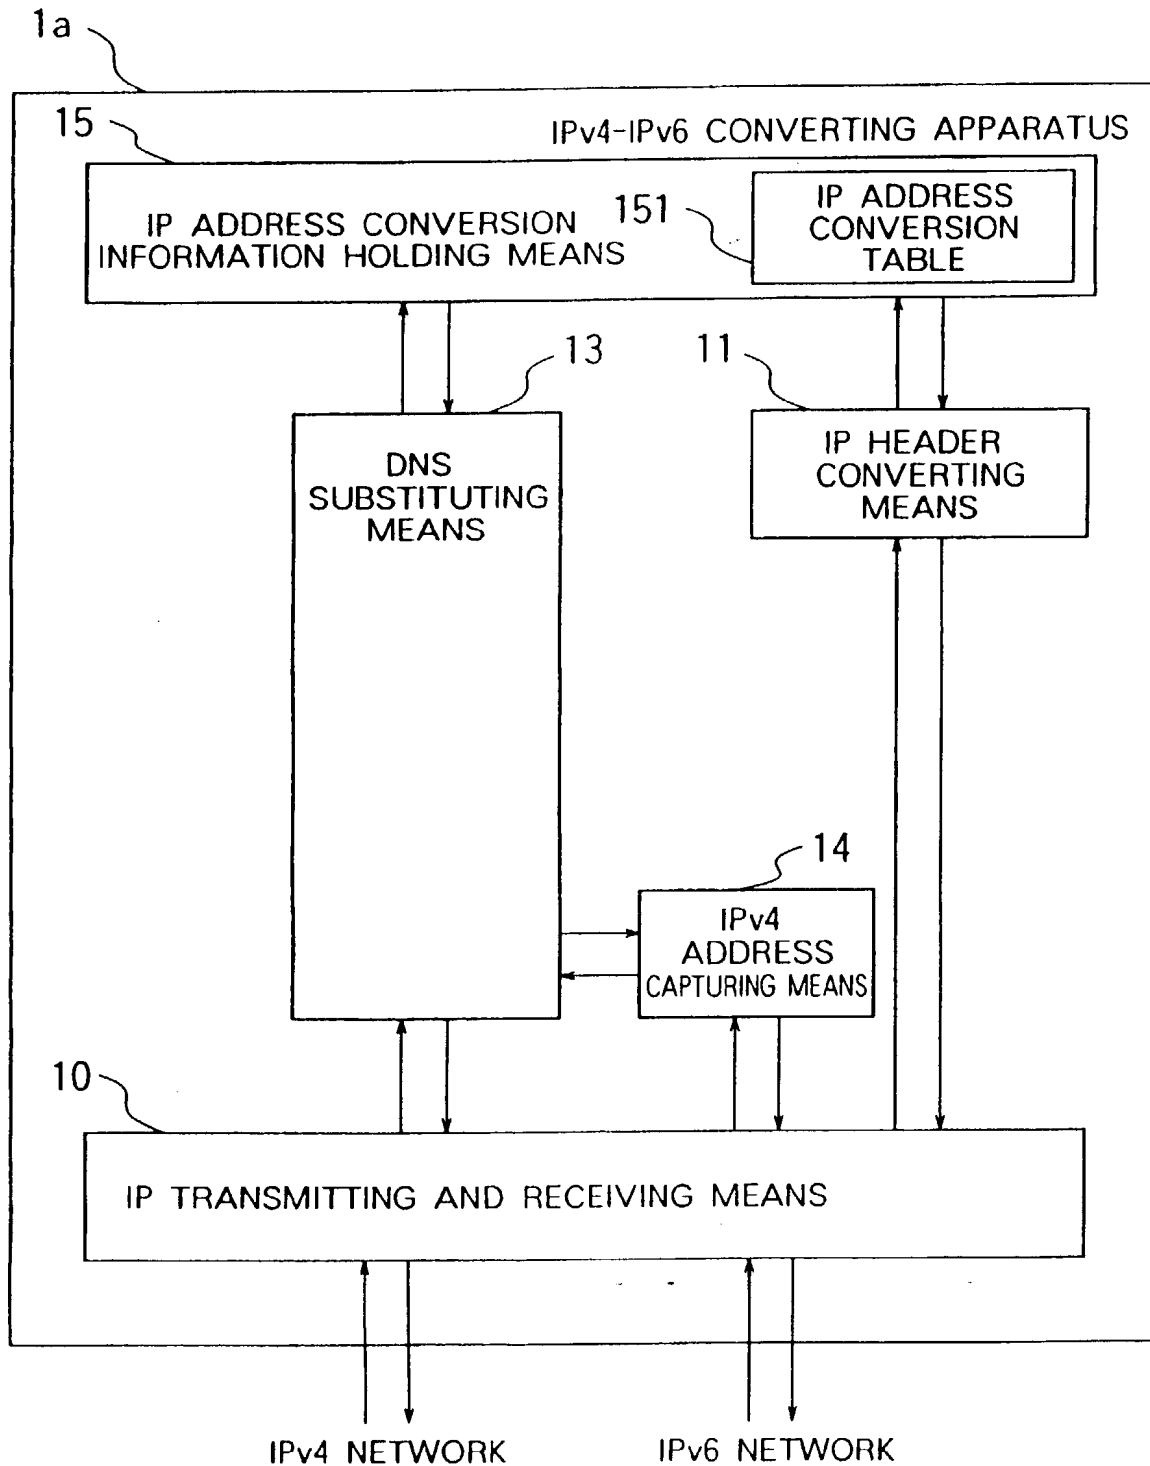 1a
15
IPv4-IPv6 CONVERTING APPARATUS
IP ADDRESS CONVERSION
INFORMATION HOLDING MEANS
151
IP ADDRESS
CONVERSION
TABLE
13
11
DNS
SUBSTITUTING
MEANS
IP HEADER
CONVERTING
MEANS
14
IPv4
ADDRESS
CAPTURING MEANS
10
IP TRANSMITTING AND RECEIVING MEANS
IPv4 NETWORK
IPv6 NETWORK